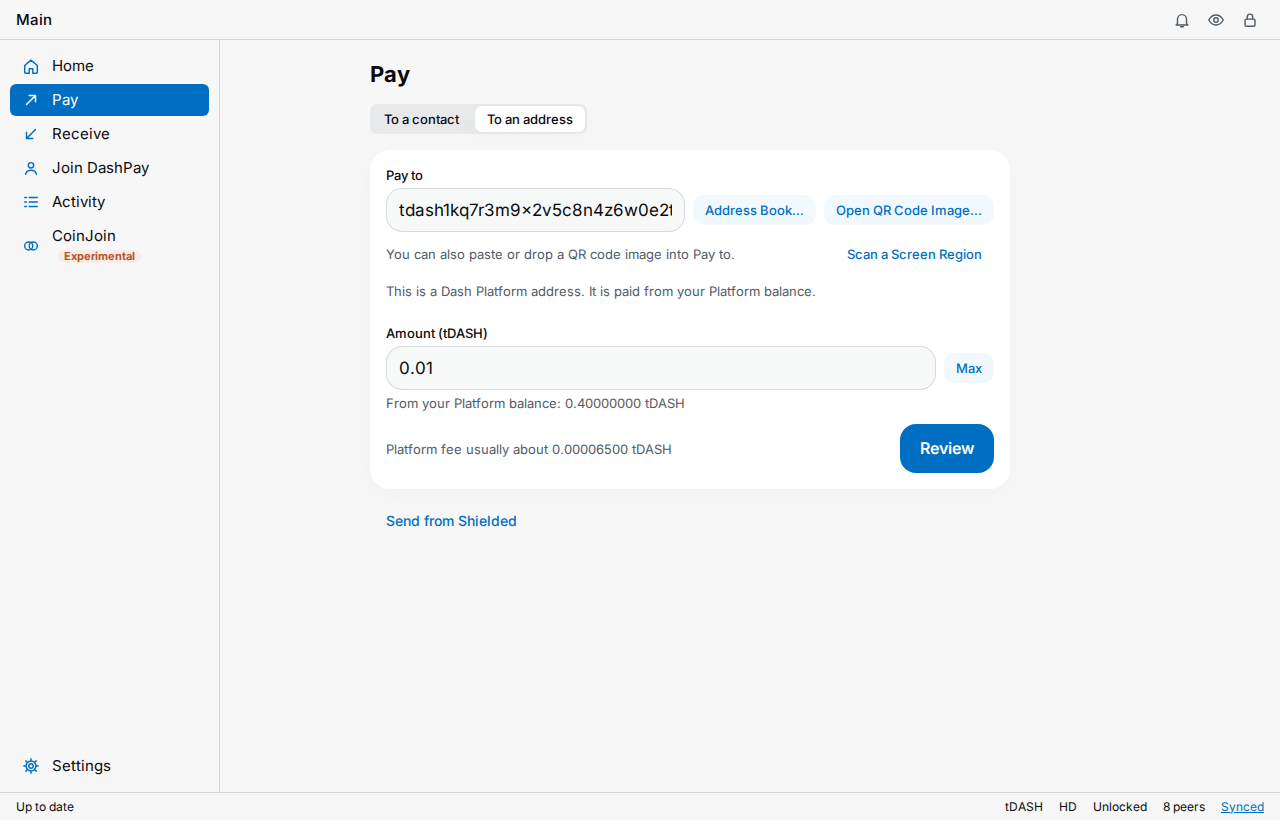 Main
Home
Pay
Receive
Join DashPay
Activity
CoinJoin
Experimental
Settings
Pay
To a contact
To an address
Pay to
tdash1kq7r3m9×2v5c8n4z6w0e2t
Address Book...
Open QR Code Image...
You can also paste or drop a QR code image into Pay to.
Scan a Screen Region
This is a Dash Platform address. It is paid from your Platform balance.
Amount (tDASH)
0.01
Max
From your Platform balance: 0.40000000 tDASH
Platform fee usually about 0.00006500 tDASH
Review
Send from Shielded
Up to date
tDASH
HD
Unlocked
8 peers
Synced